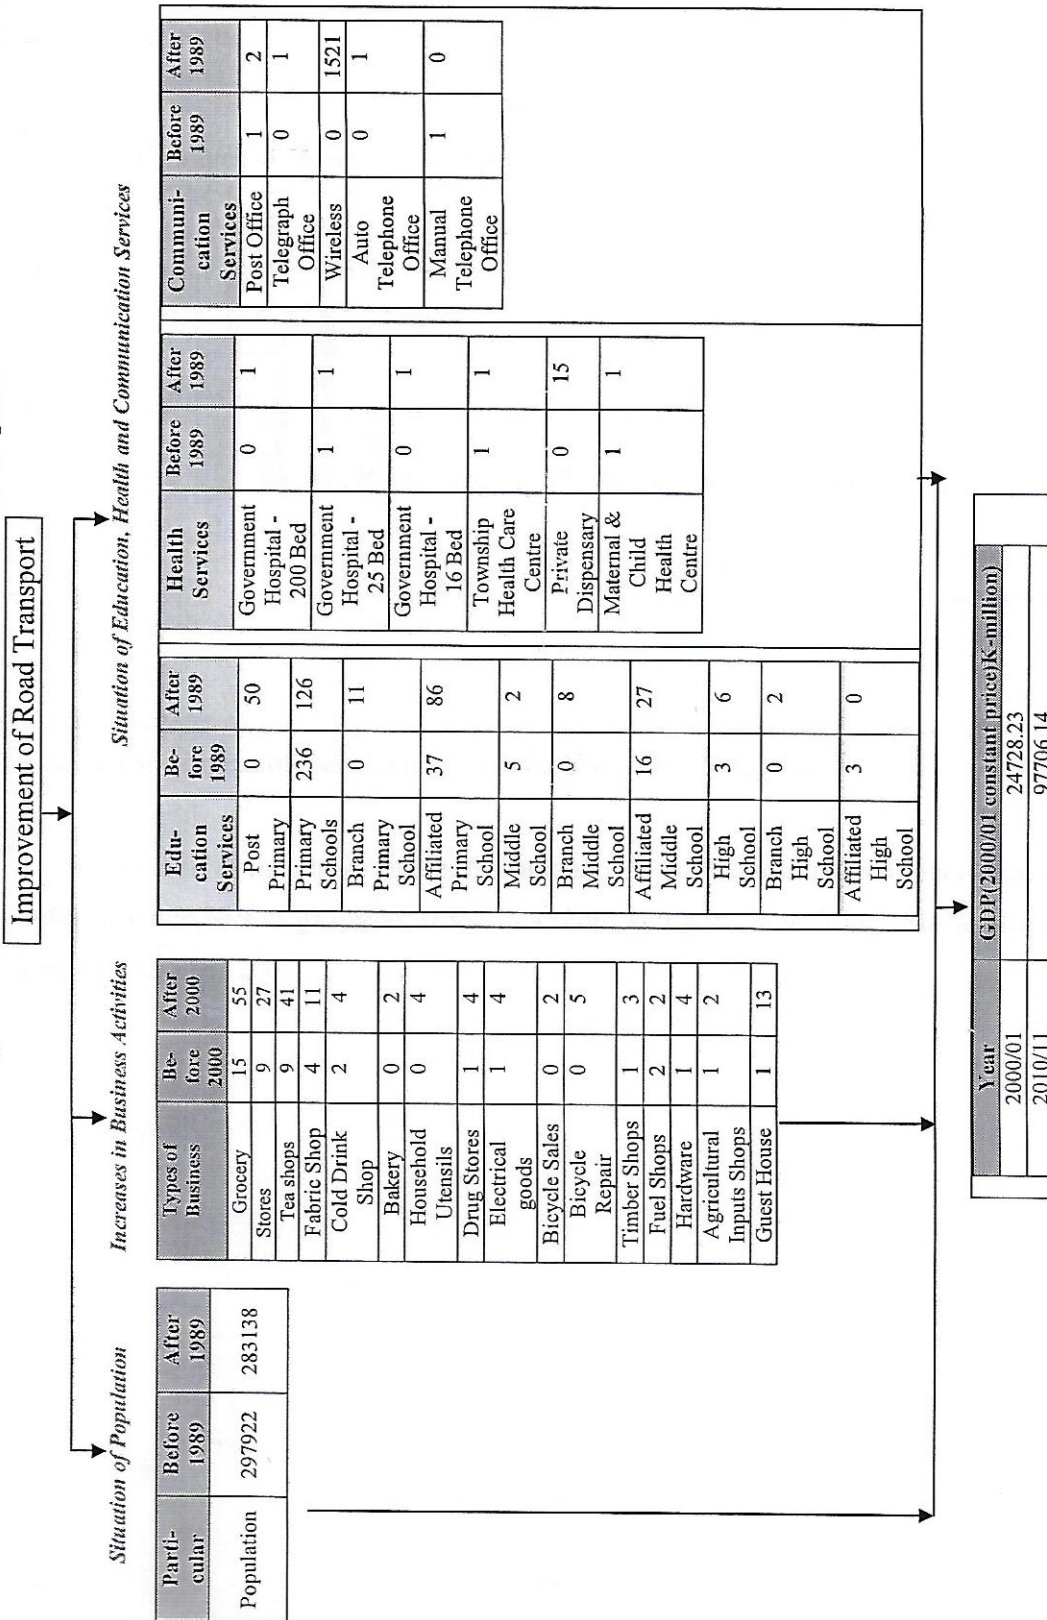 Improvement of Road Transport
Situation of Population
Parti-
cular
Before
1989
After
1989
Population 297922 283138
Increases in Business Activities
Types of
Business
Be-
fore
2000
After
2000
Grocery 15 55
Stores 9 27
Tea shops 9 41
Fabric Shop 4 11
Cold Drink 2 4
Shop
Bakery 0 2
Household 0 4
Utensils
Drug Stores 1 4
Electrical 1 4
goods
Bicycle Sales 0 2
Bicycle 0 5
Repair
Timber Shops 1 3
Fuel Shops 2 2
Hardware 1 4
Agricultural 1 2
Inputs Shops
Guest House 1 13
Situation of Education, Health and Communication Services
Edu-
cation
Services
Be-
fore
1989
After
1989
Post 0 50
Primary
Primary 236 126
Schools
Branch 0 11
Primary
School
Affiliated 37 86
Primary
School
Middle 5 2
School
Branch 0 8
Middle
School
Affiliated 16 27
Middle
School
High 3 6
School
Branch 0 2
High
School
Affiliated 3 0
High
School
Health
Services
Before
1989
After
1989
Government 0 1
Hospital -
200 Bed
Government 1 1
Hospital -
25 Bed
Government 0 1
Hospital -
16 Bed
Township 1 1
Health Care
Centre
Private 0 15
Dispensary
Maternal & 1 1
Child
Health
Centre
Communi-
cation
Services
Before
1989
After
1989
Post Office 1 2
Telegraph 0 1
Office
Wireless 0 1521
Auto 0 1
Telephone
Office
Manual 1 0
Telephone
Office
Year GDP(2000/01 constant price)K-million)
2000/01 24728.23
2010/11 97706.14